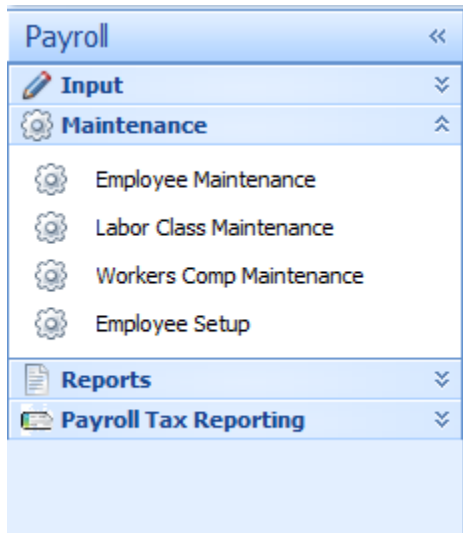 Payroll
Input
Maintenance
Employee Maintenance
Labor Class Maintenance
Workers Comp Maintenance
Employee Setup
Reports
Payroll Tax Reporting